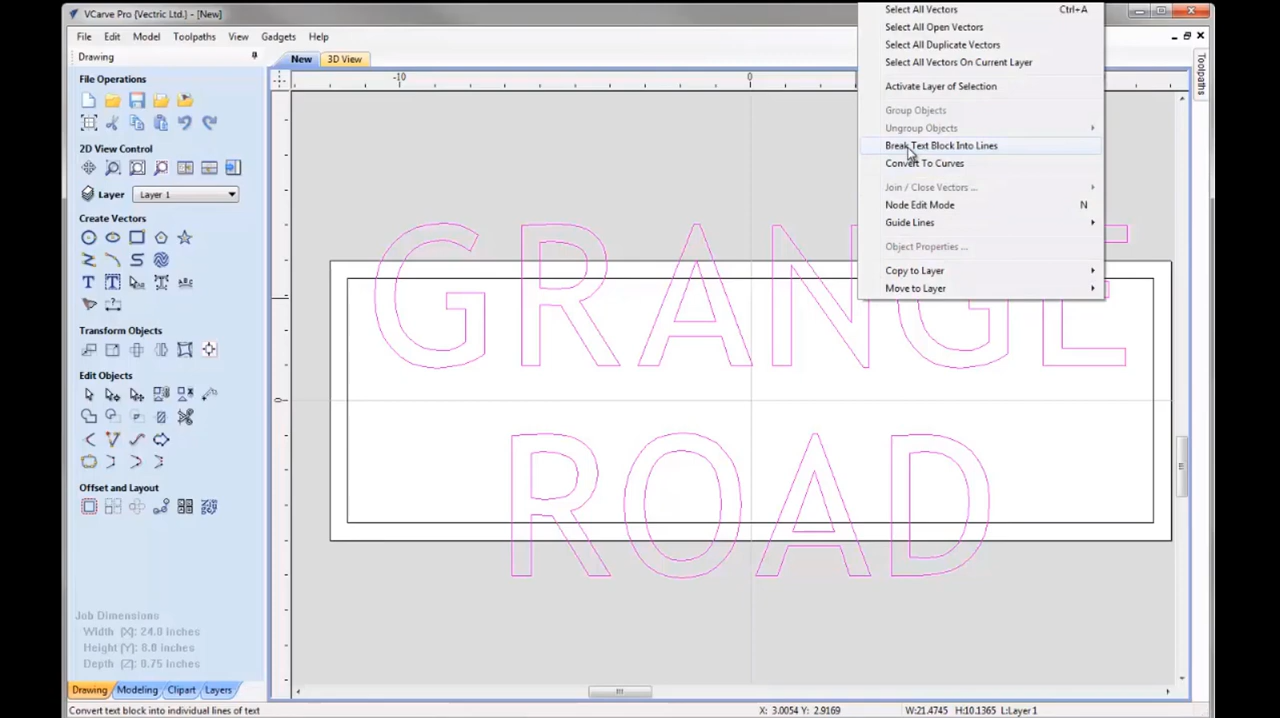 VCarve Pro {Vectric Ltd.} - [New]
File Edit Model Toolpaths View Gadgets Help
Drawing
New 3D View
File Operations
2D View Control
Layer Layer 1
Create Vectors
Transform Objects
Edit Objects
Offset and Layout
Job Dimensions
Width (X): 24.0 inches
Height (Y): 8.0 inches
Depth (Z): 0.75 inches
Drawing Modeling Clipart Layers
-10 0
0
Select All Vectors Ctrl+A
Select All Open Vectors
Select All Duplicate Vectors
Select All Vectors On Current Layer
Activate Layer of Selection
Group Objects
Ungroup Objects
Break Text Block Into Lines
Convert To Curves
Join / Close Vectors ...
Node Edit Mode N
Guide Lines
Object Properties ...
Copy to Layer
Move to Layer
GRANGE
ROAD
Toolpaths
Convert text block into individual lines of text X: 3.0054 Y: 2.9169 W:21.4745 H:10.1365 L:Layer1